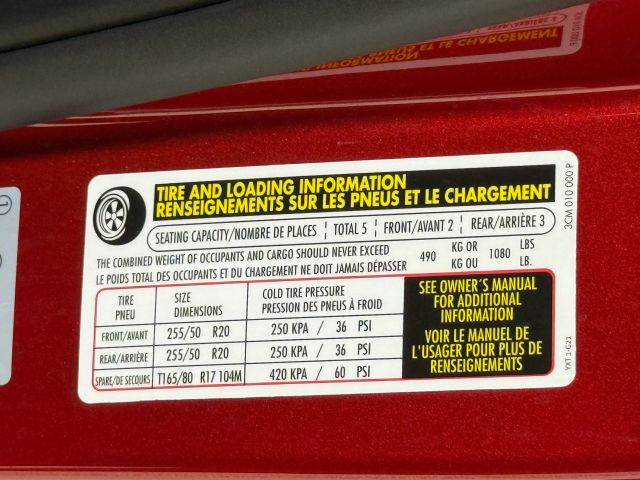 TIRE AND LOADING INFORMATION
RENSEIGNEMENTS SUR LES PNEUS ET LE CHARGEMENT
SEATING CAPACITY/NOMBRE DE PLACES ¦ TOTAL 5 ¦ FRONT/AVANT 2 ¦ REAR/ARRIÈRE 3
THE COMBINED WEIGHT OF OCCUPANTS AND CARGO SHOULD NEVER EXCEED 490 KG OR 1080 LBS
LE POIDS TOTAL DES OCCUPANTS ET DU CHARGEMENT NE DOIT JAMAIS DÉPASSER KG OU LB.
TIRE SIZE COLD TIRE PRESSURE
PNEU DIMENSIONS PRESSION DES PNEUS À FROID
FRONT/AVANT 255/50 R20 250 KPA / 36 PSI
REAR/ARRIÈRE 255/50 R20 250 KPA / 36 PSI
SPARE/DE SECOURS T165/80 R17 104M 420 KPA / 60 PSI
SEE OWNER'S MANUAL
FOR ADDITIONAL
INFORMATION
VOIR LE MANUEL DE
L'USAGER POUR PLUS DE
RENSEIGNEMENTS
3CM 010 000 P
YXT 1-G21
1